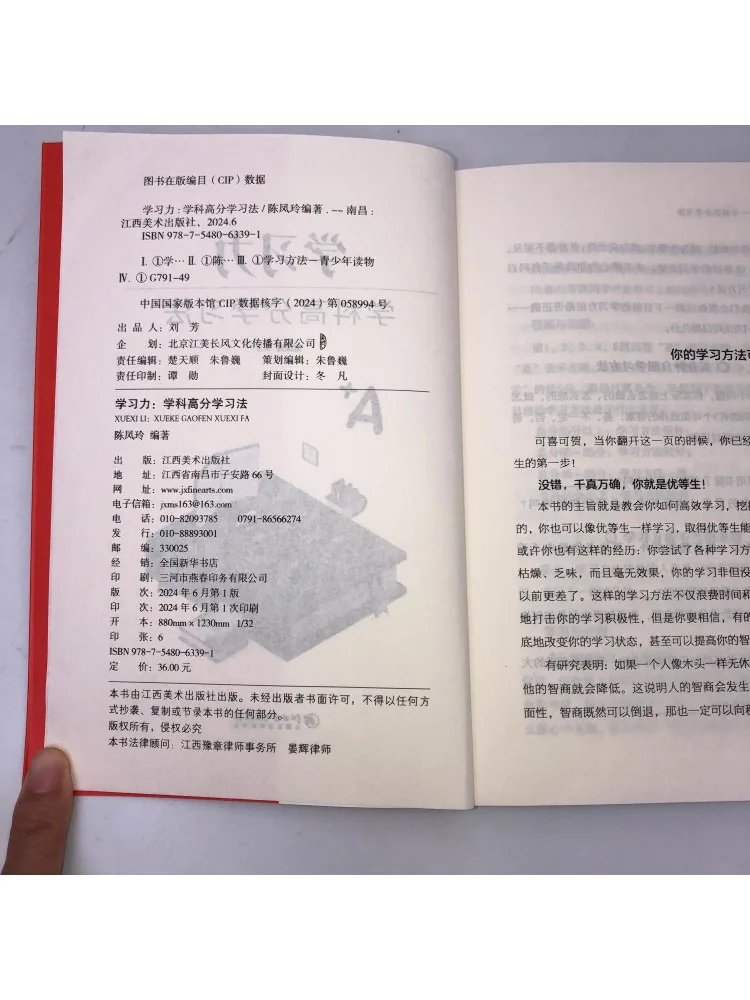 图书在版编目（CIP）数据
学习力：学科高分学习法 / 陈凤玲编著 . -- 南昌：
江西美术出版社，2024.6
ISBN 978-7-5480-6339-1
Ⅰ. ①学… Ⅱ. ①陈… Ⅲ. ①学习方法－青少年读物
Ⅳ. ① G791-49
中国国家版本馆 CIP 数据核字（2024）第 058994 号
出 品 人：刘 芳
企 划：北京江美长风文化传播有限公司
责任编辑：楚天顺 朱鲁巍 策划编辑：朱鲁巍
责任印制：谭 勋 封面设计：冬 凡
学习力：学科高分学习法
XUEXI LI: XUEKE GAOFEN XUEXI FA
陈凤玲 编著
出 版：江西美术出版社
地 址：江西省南昌市子安路 66 号
网 址：www.jxfinearts.com
电子信箱：jxms163@163.com
电 话：010-82093785 0791-86566274
发 行：010-88893001
邮 编：330025
经 销：全国新华书店
印 刷：三河市燕春印务有限公司
版 次：2024 年 6 月第 1 版
印 次：2024 年 6 月第 1 次印刷
开 本：880mm×1230mm 1/32
印 张：6
ISBN 978-7-5480-6339-1
定 价：36.00 元
本书由江西美术出版社出版。未经出版者书面许可，不得以任何方
式抄袭、复制或节录本书的任何部分。
版权所有，侵权必究
本书法律顾问：江西豫章律师事务所 晏辉律师
你的学习方法
可喜可贺，当你翻开这一页的时候，你已经
生的第一步！
没错，千真万确，你就是优等生！
本书的主旨就是教会你如何高效学习，挖
的，你也可以像优等生一样学习，取得优等生能
或许你也有这样的经历：你尝试了各种学习方
枯燥、乏味，而且毫无效果，你的学习非但没
以前更差了。这样的学习方法不仅浪费时间和
地打击你的学习积极性，但是你要相信，有的
底地改变你的学习状态，甚至可以提高你的智
有研究表明：如果一个人像木头一样无休
他的智商就会降低。这说明人的智商会发生
面性，智商既然可以倒退，那也一定可以向